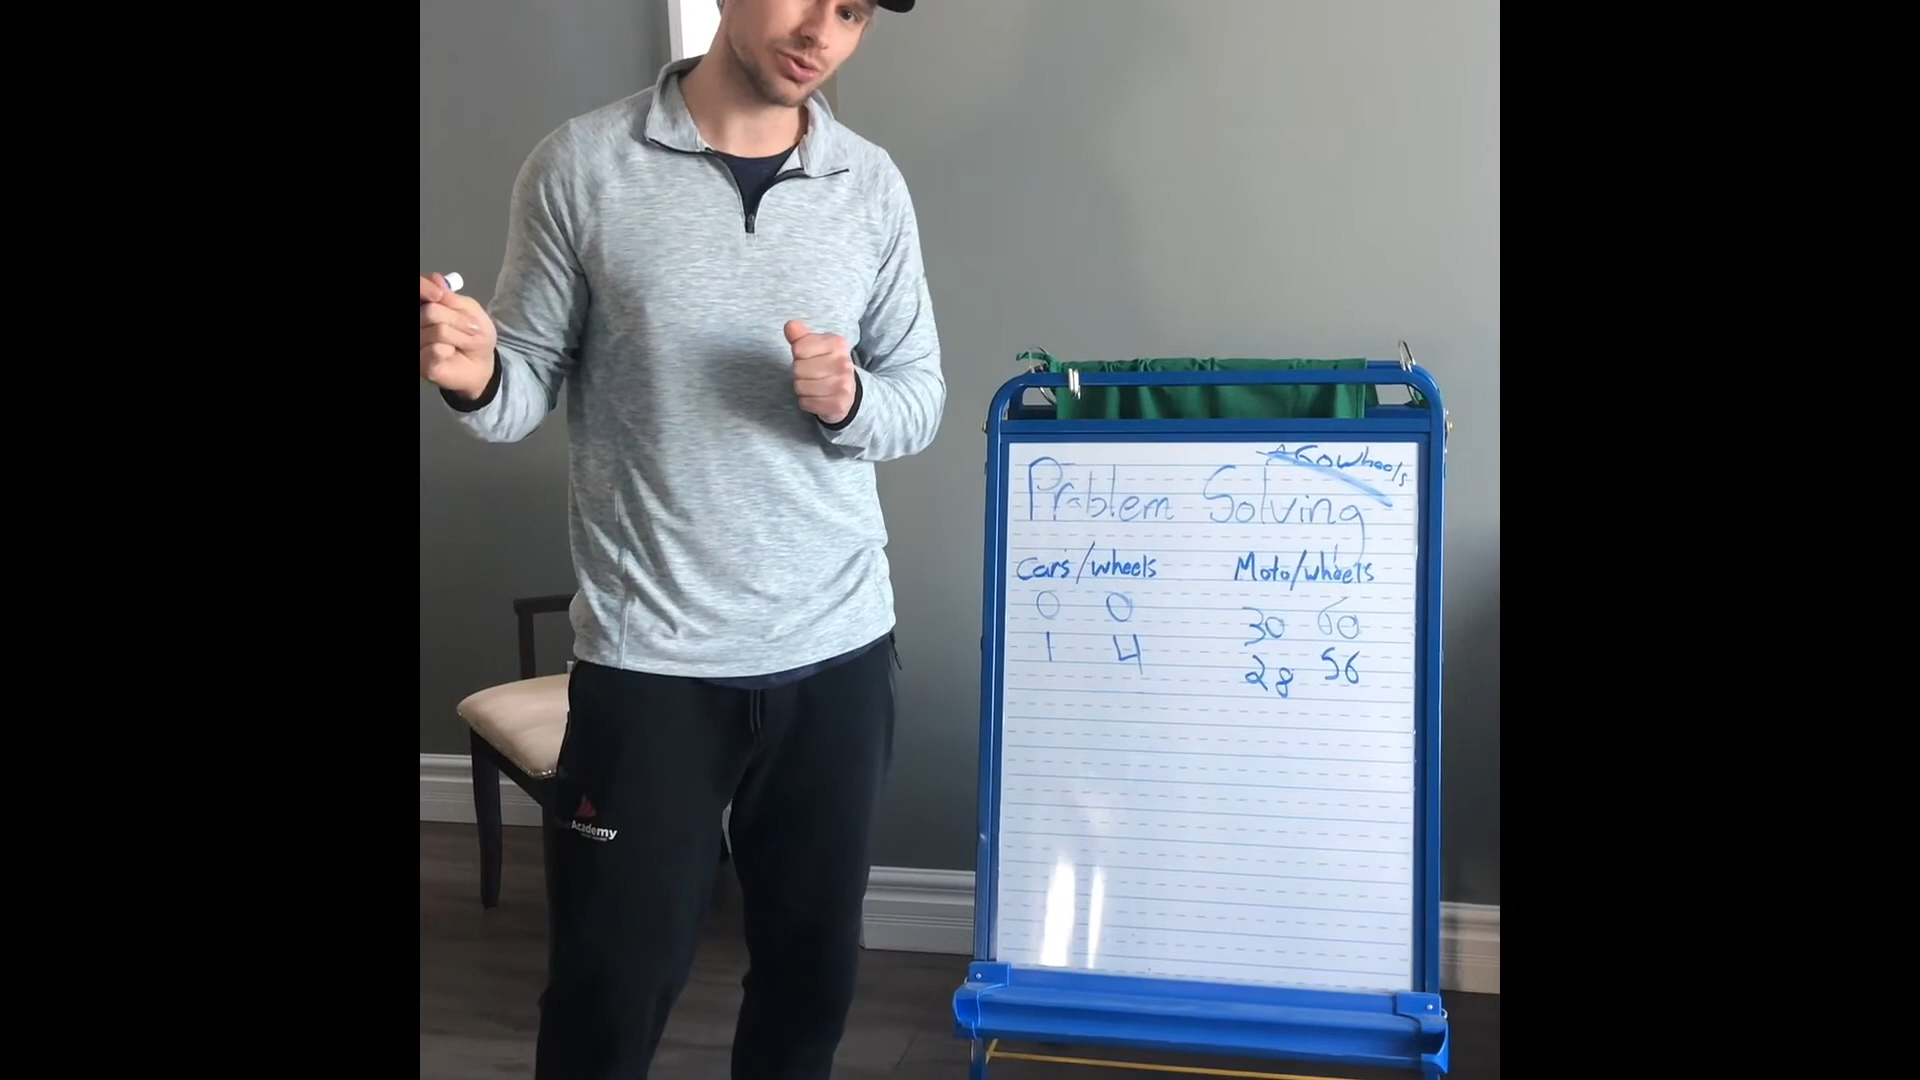 60 wheels
Problem Solving
Cars/wheels Moto/wheels
0 0 30 60
1 4 28 56
Academy